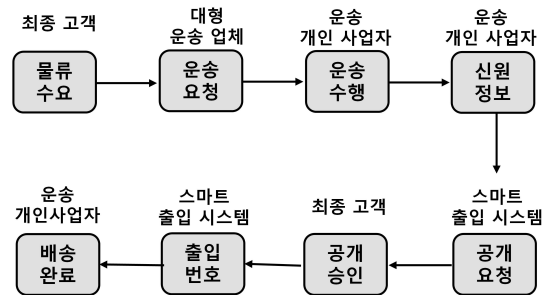 최종 고객
대형
운송 업체
운송
개인 사업자
운송
개인 사업자
물류
수요
운송
요청
운송
수행
신원
정보
운송
개인사업자
스마트
출입 시스템
최종 고객
스마트
출입 시스템
배송
완료
출입
번호
공개
승인
공개
요청